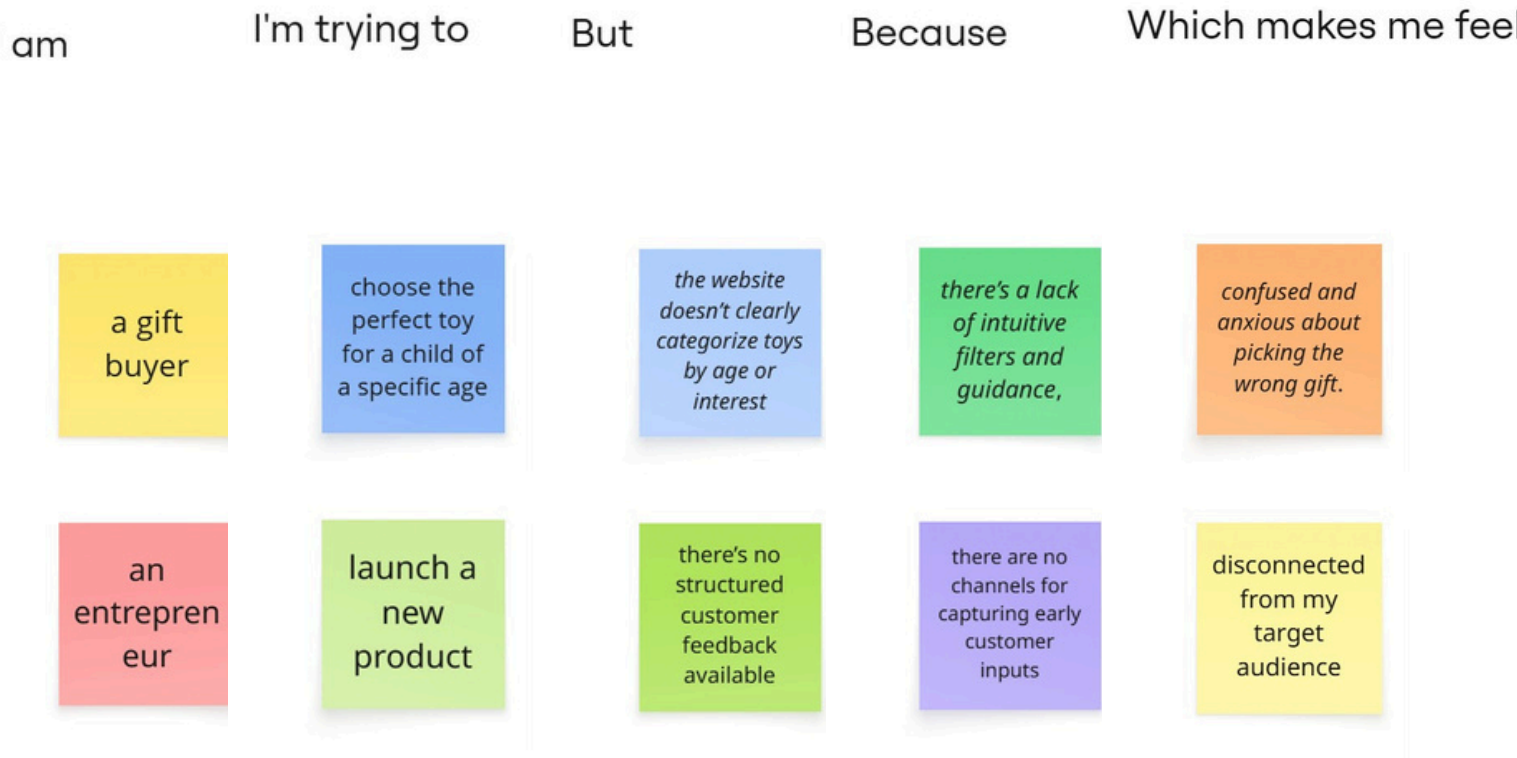 am
I'm trying to
But
Because
Which makes me feel
a gift
buyer
choose the
perfect toy
for a child of
a specific age
the website
doesn't clearly
categorize toys
by age or
interest
there's a lack
of intuitive
filters and
guidance,
confused and
anxious about
picking the
wrong gift.
an
entrepren
eur
launch a
new
product
there's no
structured
customer
feedback
available
there are no
channels for
capturing early
customer
inputs
disconnected
from my
target
audience